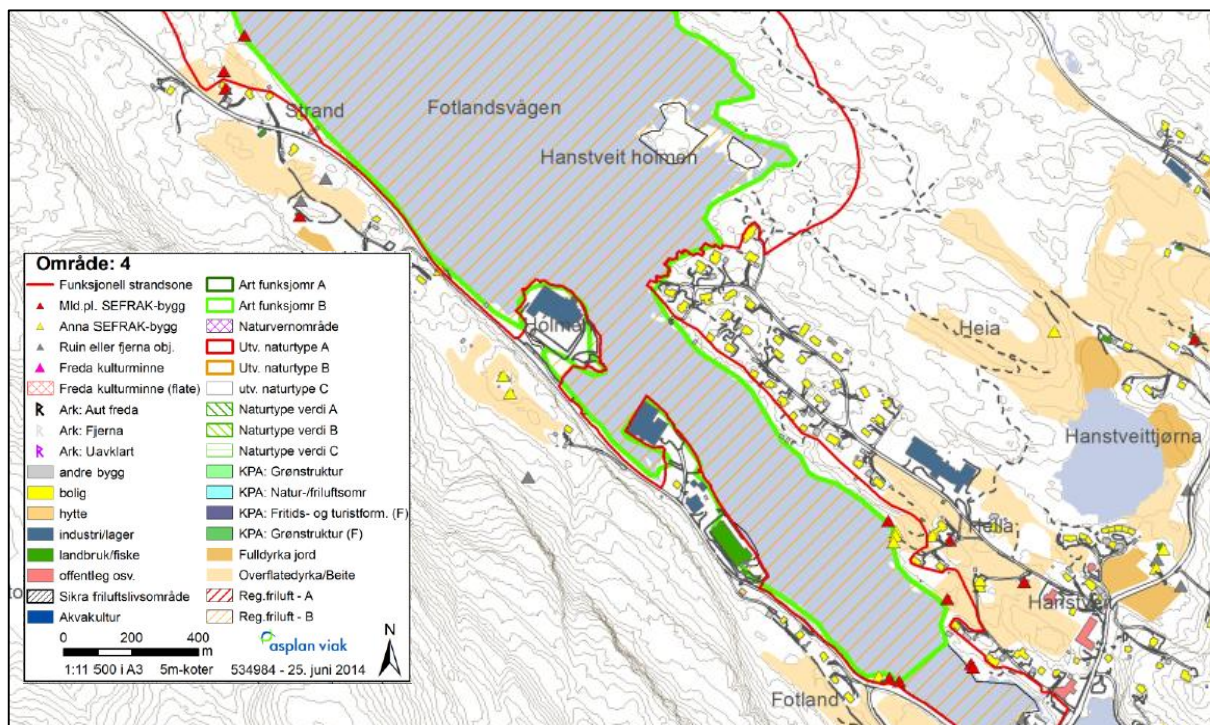 Strand
Fotlandsvågen
Hanstveit holmen
Holmen
Heia
Hanstveittjørna
Hella
Hanstveit
Fotland
Område: 4
Funksjonell strandsone
Mld.pl. SEFRAK-bygg
Anna SEFRAK-bygg
Ruin eller fjerna obj.
Freda kulturminne
Freda kulturminne (flate)
Ark: Aut freda
Ark: Fjerna
Ark: Uavklart
andre bygg
bolig
hytte
industri/lager
landbruk/fiske
offentleg osv.
Sikra friluftslivsområde
Akvakultur
Art funksjomr A
Art funksjomr B
Naturvernområde
Utv. naturtype A
Utv. naturtype B
utv. naturtype C
Naturtype verdi A
Naturtype verdi B
Naturtype verdi C
KPA: Grønstruktur
KPA: Natur-/friluftsomr
KPA: Fritids- og turistform. (F)
KPA: Grønstruktur (F)
Fulldyrka jord
Overflatedyrka/Beite
Reg.friluft - A
Reg.friluft - B
0 200 400
m
asplan viak
N
1:11 500 i A3 5m-koter 534984 - 25. juni 2014